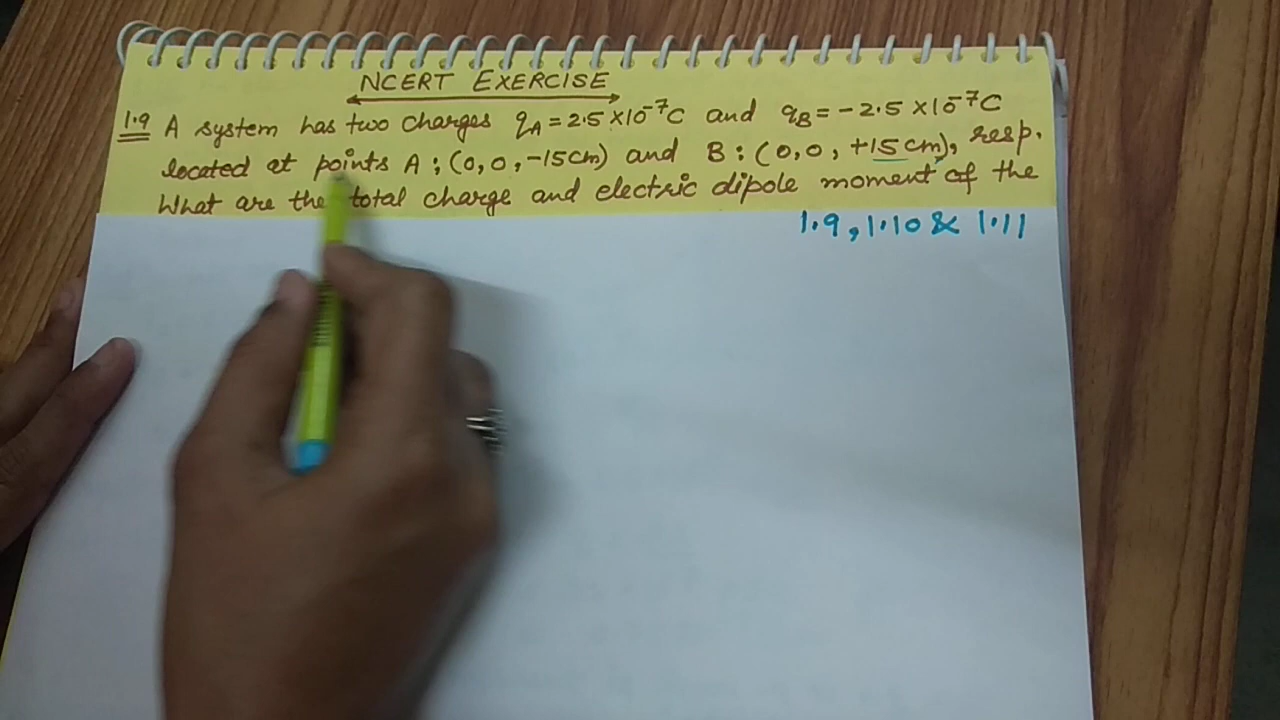 NCERT EXERCISE
1.9 A system has two charges qA = 2.5 × 10⁻⁷C and qB = - 2.5 × 10⁻⁷C
located at points A : (0, 0, -15cm) and B : (0, 0, +15cm), resp.
What are the total charge and electric dipole moment of the
1.9, 1.10 & 1.11